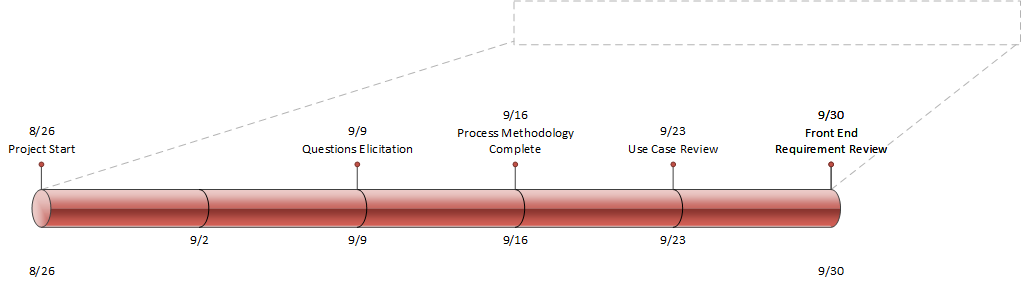 8/26
Project Start
9/9
Questions Elicitation
9/16
Process Methodology
Complete
9/23
Use Case Review
9/30
Front End
Requirement Review
9/2
9/9
9/16
9/23
8/26
9/30